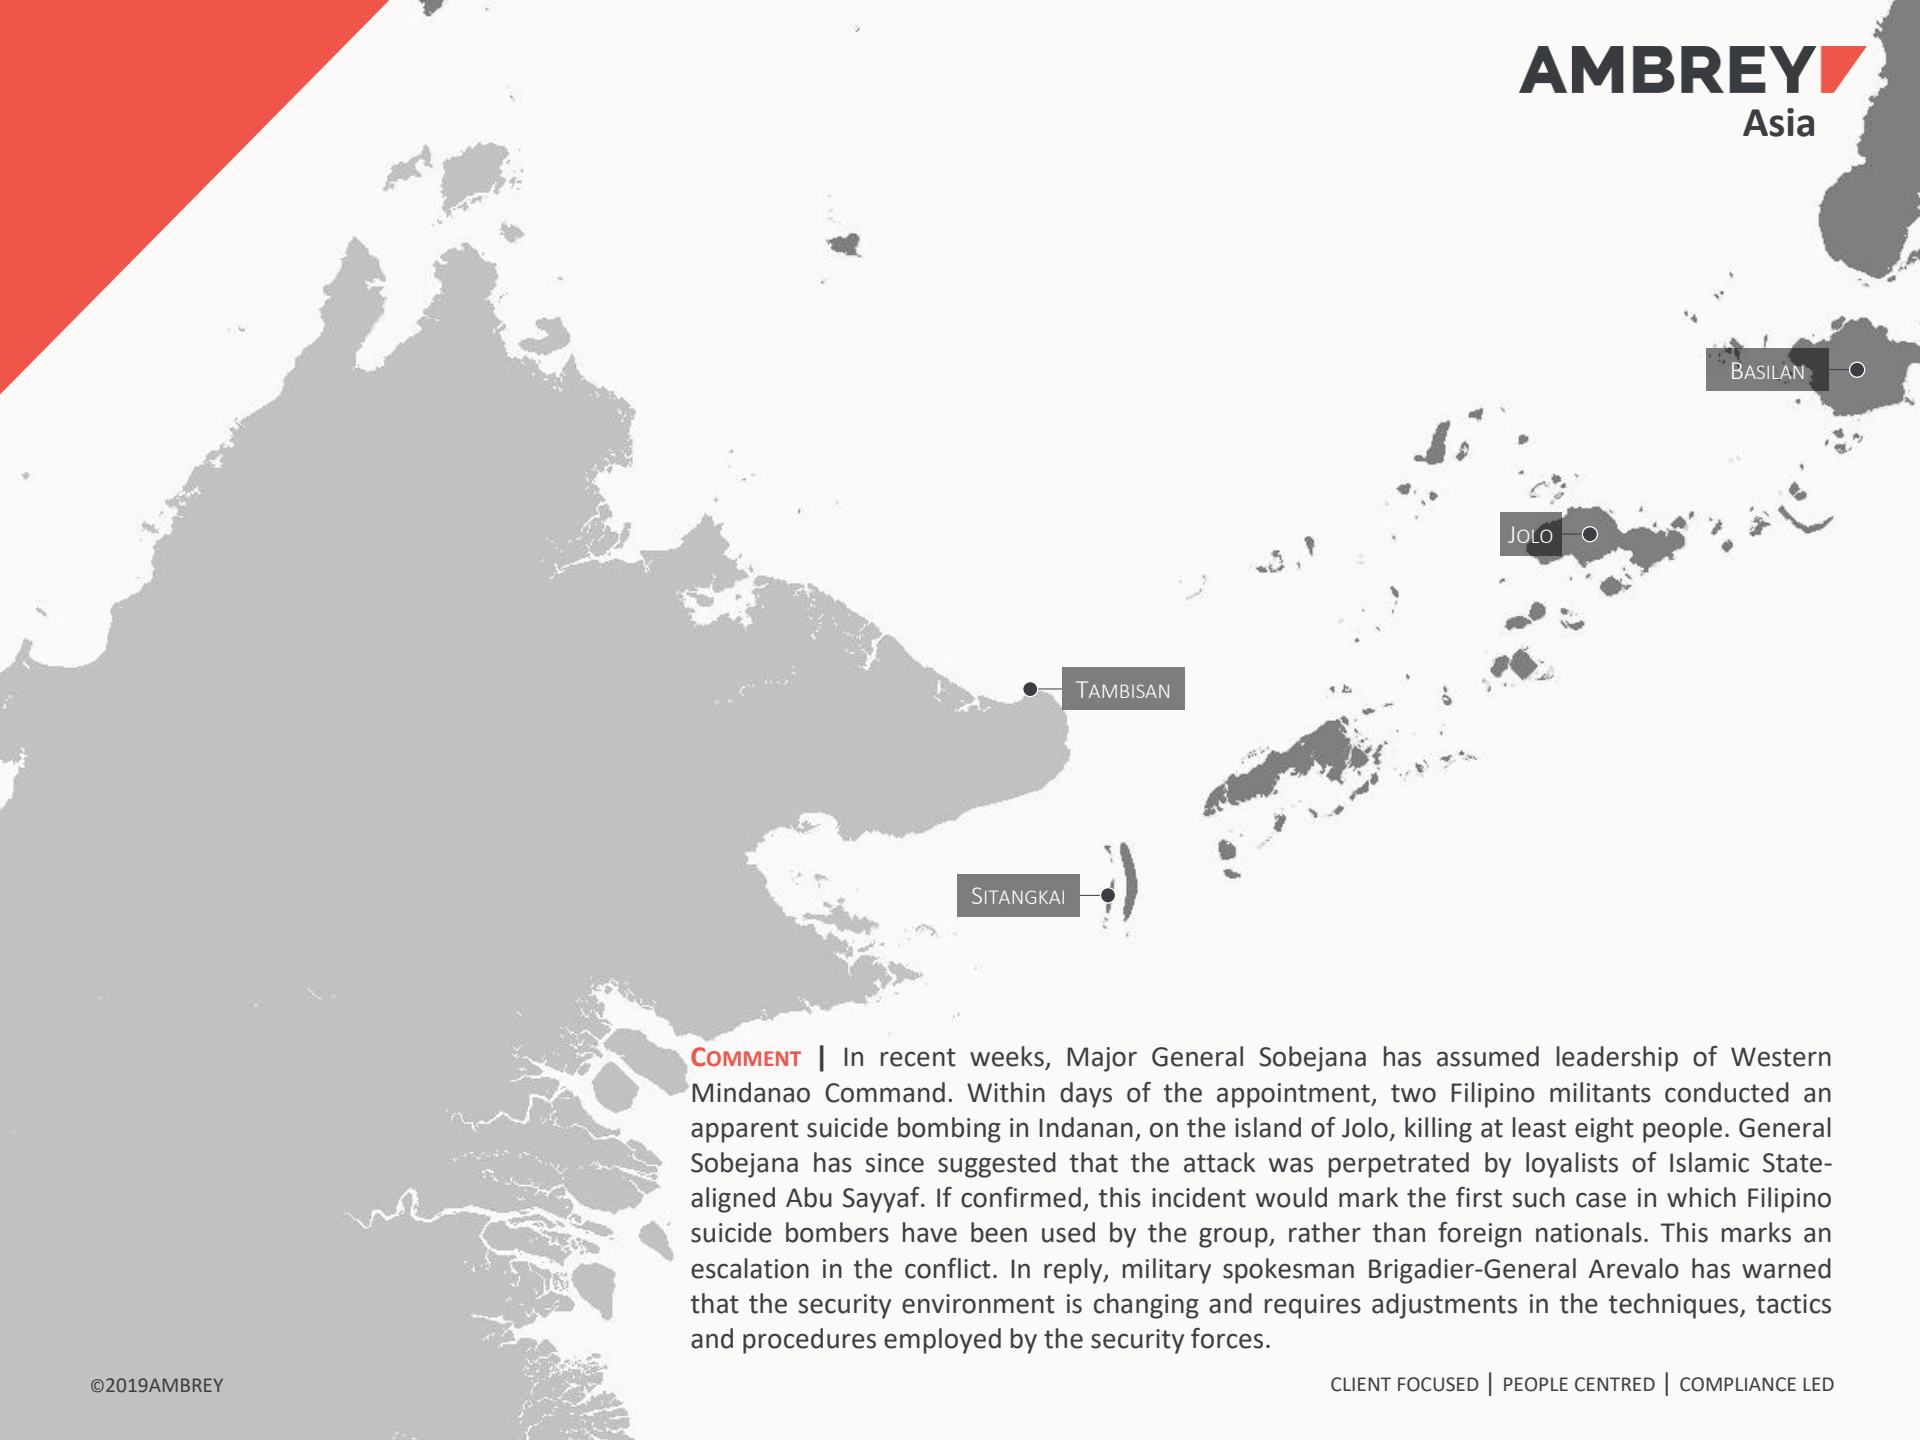 AMBREY
Asia
BASILAN
JOLO
TAMBISAN
SITANGKAI
COMMENT | In recent weeks, Major General Sobejana has assumed leadership of Western
Mindanao Command. Within days of the appointment, two Filipino militants conducted an
apparent suicide bombing in Indanan, on the island of Jolo, killing at least eight people. General
Sobejana has since suggested that the attack was perpetrated by loyalists of Islamic State-
aligned Abu Sayyaf. If confirmed, this incident would mark the first such case in which Filipino
suicide bombers have been used by the group, rather than foreign nationals. This marks an
escalation in the conflict. In reply, military spokesman Brigadier-General Arevalo has warned
that the security environment is changing and requires adjustments in the techniques, tactics
and procedures employed by the security forces.
©2019AMBREY
CLIENT FOCUSED | PEOPLE CENTRED | COMPLIANCE LED